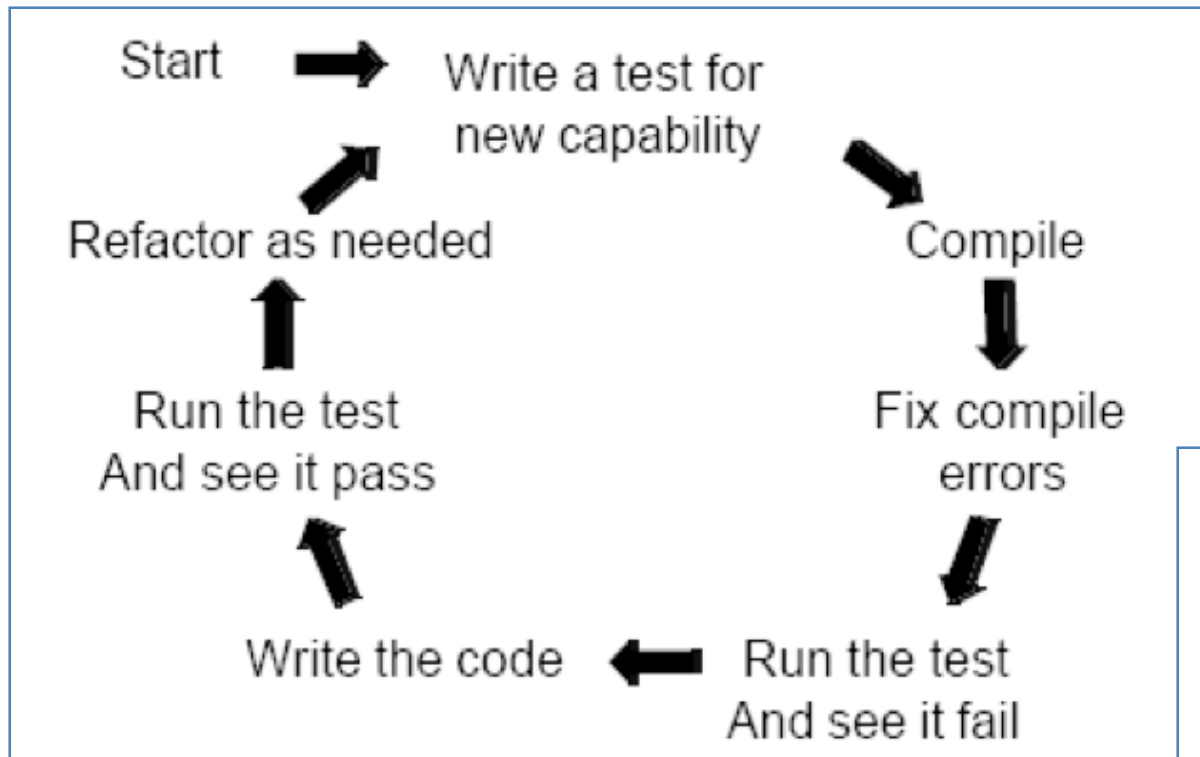 Start
Write a test for
new capability
Compile
Fix compile
errors
Run the test
And see it fail
Write the code
Run the test
And see it pass
Refactor as needed